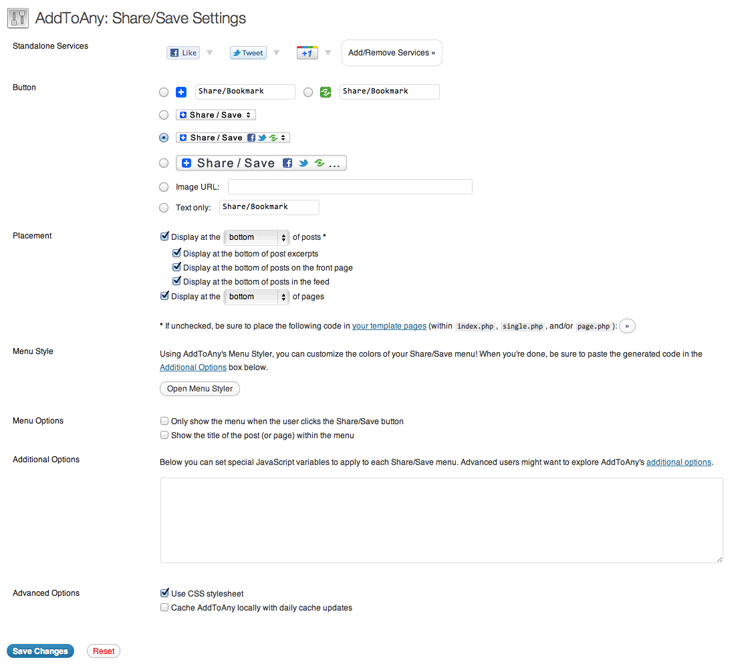 AddToAny: Share/Save Settings
Standalone Services
Like Tweet +1 Add/Remove Services »
Button
Share/Bookmark Share/Bookmark
Share / Save
Share / Save
Share / Save ...
Image URL:
Text only: Share/Bookmark
Placement
Display at the bottom of posts *
Display at the bottom of post excerpts
Display at the bottom of posts on the front page
Display at the bottom of posts in the feed
Display at the bottom of pages
* If unchecked, be sure to place the following code in your template pages (within index.php, single.php, and/or page.php): »
Menu Style
Using AddToAny's Menu Styler, you can customize the colors of your Share/Save menu! When you're done, be sure to paste the generated code in the
Additional Options box below.
Open Menu Styler
Menu Options
Only show the menu when the user clicks the Share/Save button
Show the title of the post (or page) within the menu
Additional Options
Below you can set special JavaScript variables to apply to each Share/Save menu. Advanced users might want to explore AddToAny's additional options.
Advanced Options
Use CSS stylesheet
Cache AddToAny locally with daily cache updates
Save Changes Reset